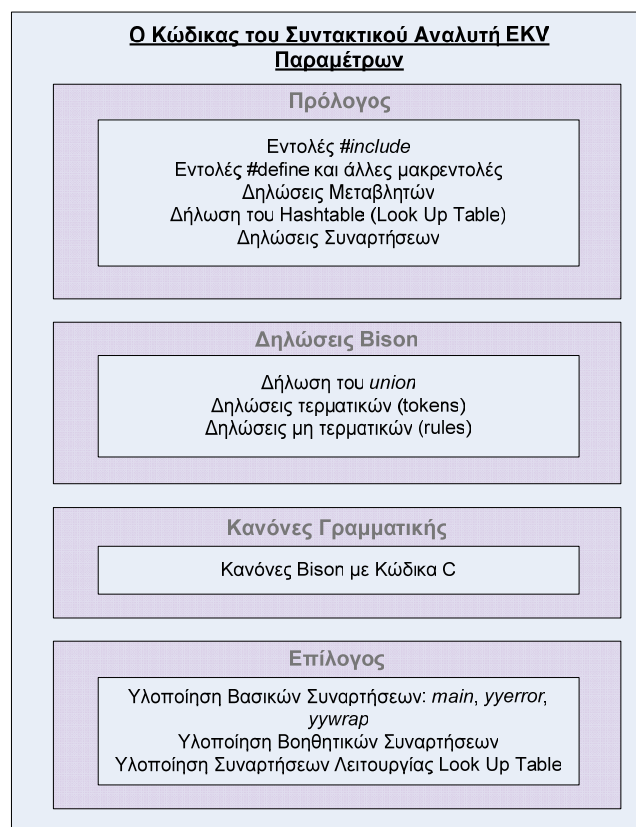 Ο Κώδικας του Συντακτικού Αναλυτή EKV
Παραμέτρων
Πρόλογος
Εντολές #include
Εντολές #define και άλλες μακρεντολές
Δηλώσεις Μεταβλητών
Δήλωση του Hashtable (Look Up Table)
Δηλώσεις Συναρτήσεων
Δηλώσεις Bison
Δήλωση του union
Δηλώσεις τερματικών (tokens)
Δηλώσεις μη τερματικών (rules)
Κανόνες Γραμματικής
Κανόνες Bison με Κώδικα C
Επίλογος
Υλοποίηση Βασικών Συναρτήσεων: main, yyerror,
yywrap
Υλοποίηση Βοηθητικών Συναρτήσεων
Υλοποίηση Συναρτήσεων Λειτουργίας Look Up Table